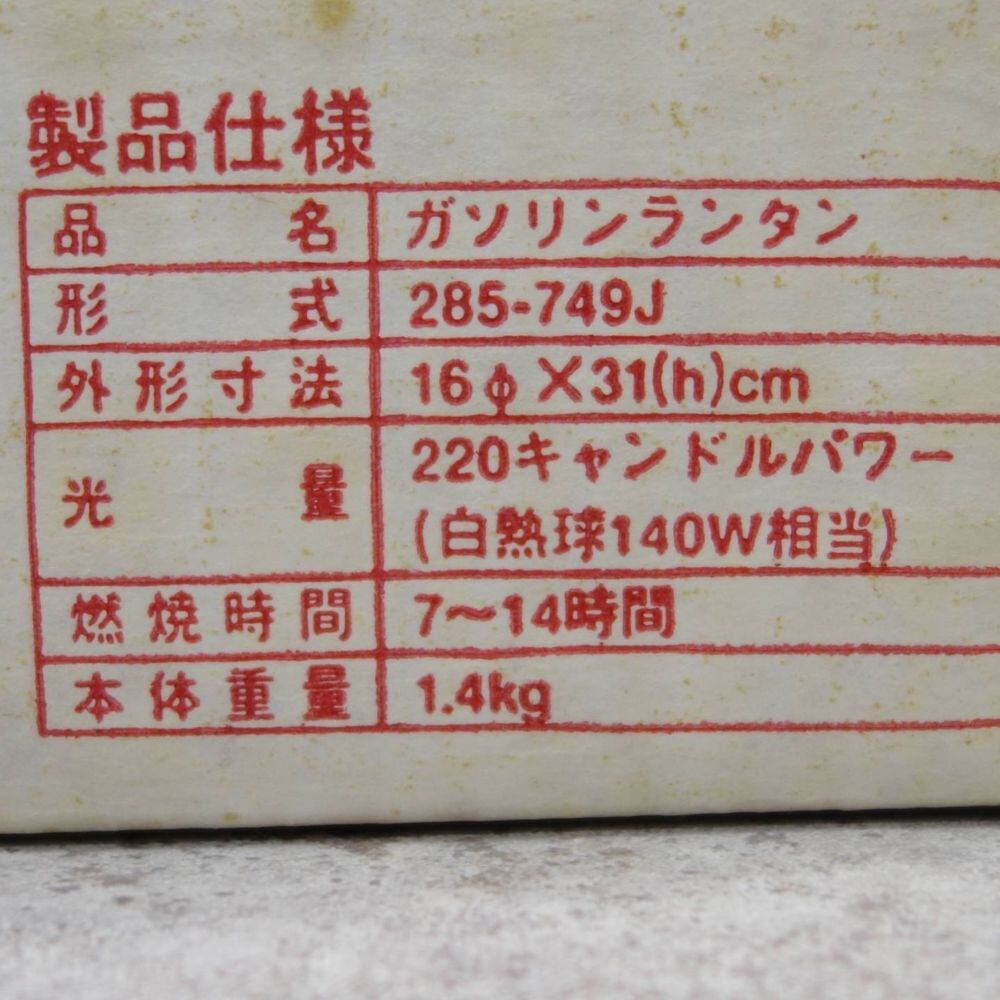 製品仕様
品名 ガソリンランタン
形式 285-749J
外形寸法 16φ×31(h)cm
光量 220キャンドルパワー
(白熱球140W相当)
燃焼時間 7〜14時間
本体重量 1.4kg